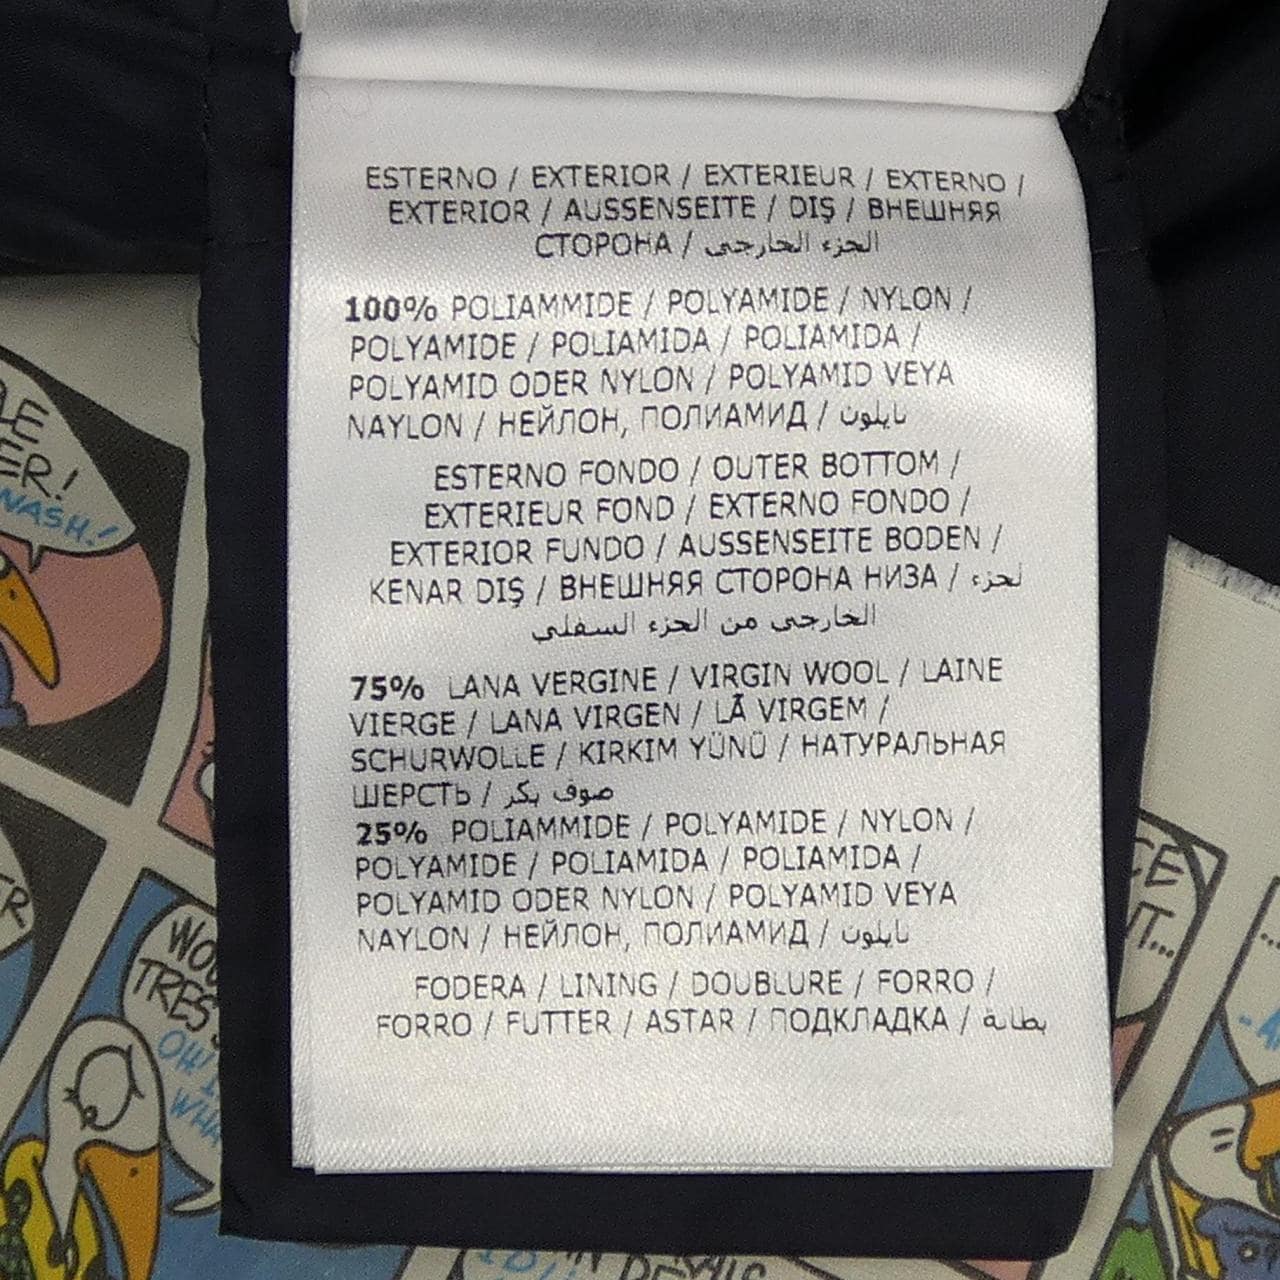 ESTERNO / EXTERIOR / EXTERIEUR / EXTERNO /
EXTERIOR / AUSSENSEITE / DIŞ / ВНЕШНЯЯ
СТОРОНА / الجزء الخارجي
100% POLIAMMIDE / POLYAMIDE / NYLON /
POLYAMIDE / POLIAMIDA / POLIAMIDA /
POLYAMID ODER NYLON / POLYAMID VEYA
NAYLON / НЕЙЛОН, ПОЛИАМИД / نايلون
ESTERNO FONDO / OUTER BOTTOM /
EXTERIEUR FOND / EXTERNO FONDO /
EXTERIOR FUNDO / AUSSENSEITE BODEN /
KENAR DIŞ / ВНЕШНЯЯ СТОРОНА НИЗА / لجزء
الخارجي من الجزء السفلي
75% LANA VERGINE / VIRGIN WOOL / LAINE
VIERGE / LANA VIRGEN / LÃ VIRGEM /
SCHURWOLLE / KIRKIM YÜNÜ / НАТУРАЛЬНАЯ
ШЕРСТЬ / صوف بكر
25% POLIAMMIDE / POLYAMIDE / NYLON /
POLYAMIDE / POLIAMIDA / POLIAMIDA /
POLYAMID ODER NYLON / POLYAMID VEYA
NAYLON / НЕЙЛОН, ПОЛИАМИД / نايلون
FODERA / LINING / DOUBLURE / FORRO /
FORRO / FUTTER / ASTAR / ПОДКЛАДКА / بطانة